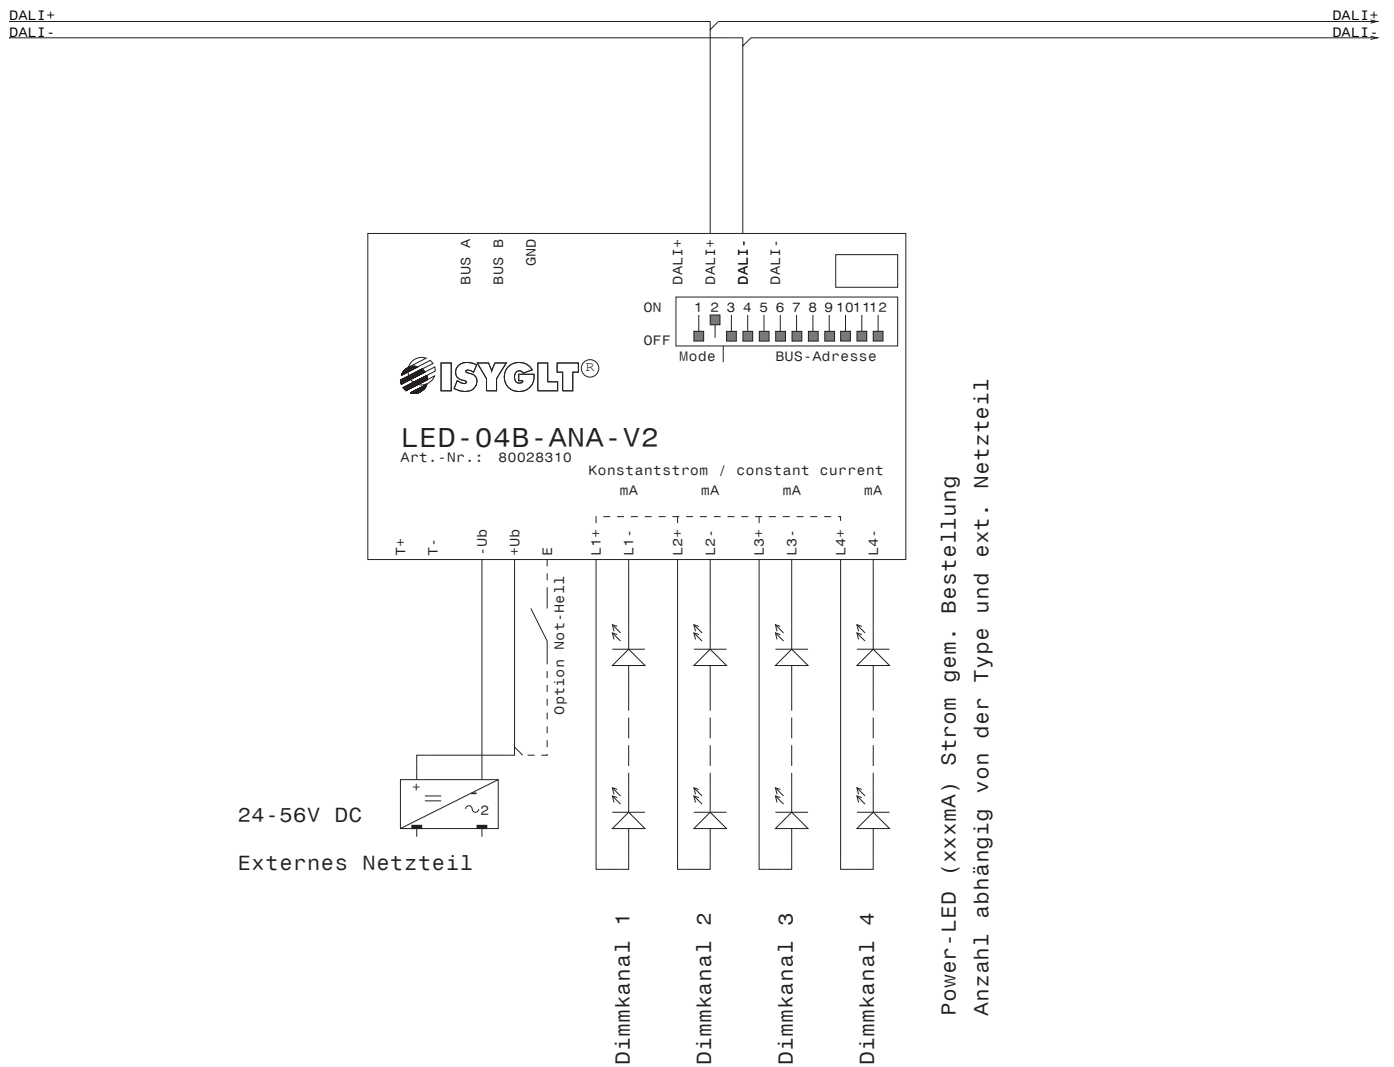 DALI+ DALI+
DALI- DALI-
BUS A
BUS B
GND
DALI+
DALI+
DALI-
DALI-
ON 1 2 3 4 5 6 7 8 9 10 11 12
OFF
Mode BUS-Adresse
ISYGLT®
LED-04B-ANA-V2
Art.-Nr.: 80028310
Konstantstrom / constant current
mA mA mA mA
T+
T-
-Ub
+Ub
E
L1+
L1-
L2+
L2-
L3+
L3-
L4+
L4-
Option Not-Hell
+ -
~2
24-56V DC
Externes Netzteil
Dimmkanal 1
Dimmkanal 2
Dimmkanal 3
Dimmkanal 4
Power-LED (xxxmA) Strom gem. Bestellung
Anzahl abhängig von der Type und ext. Netzteil